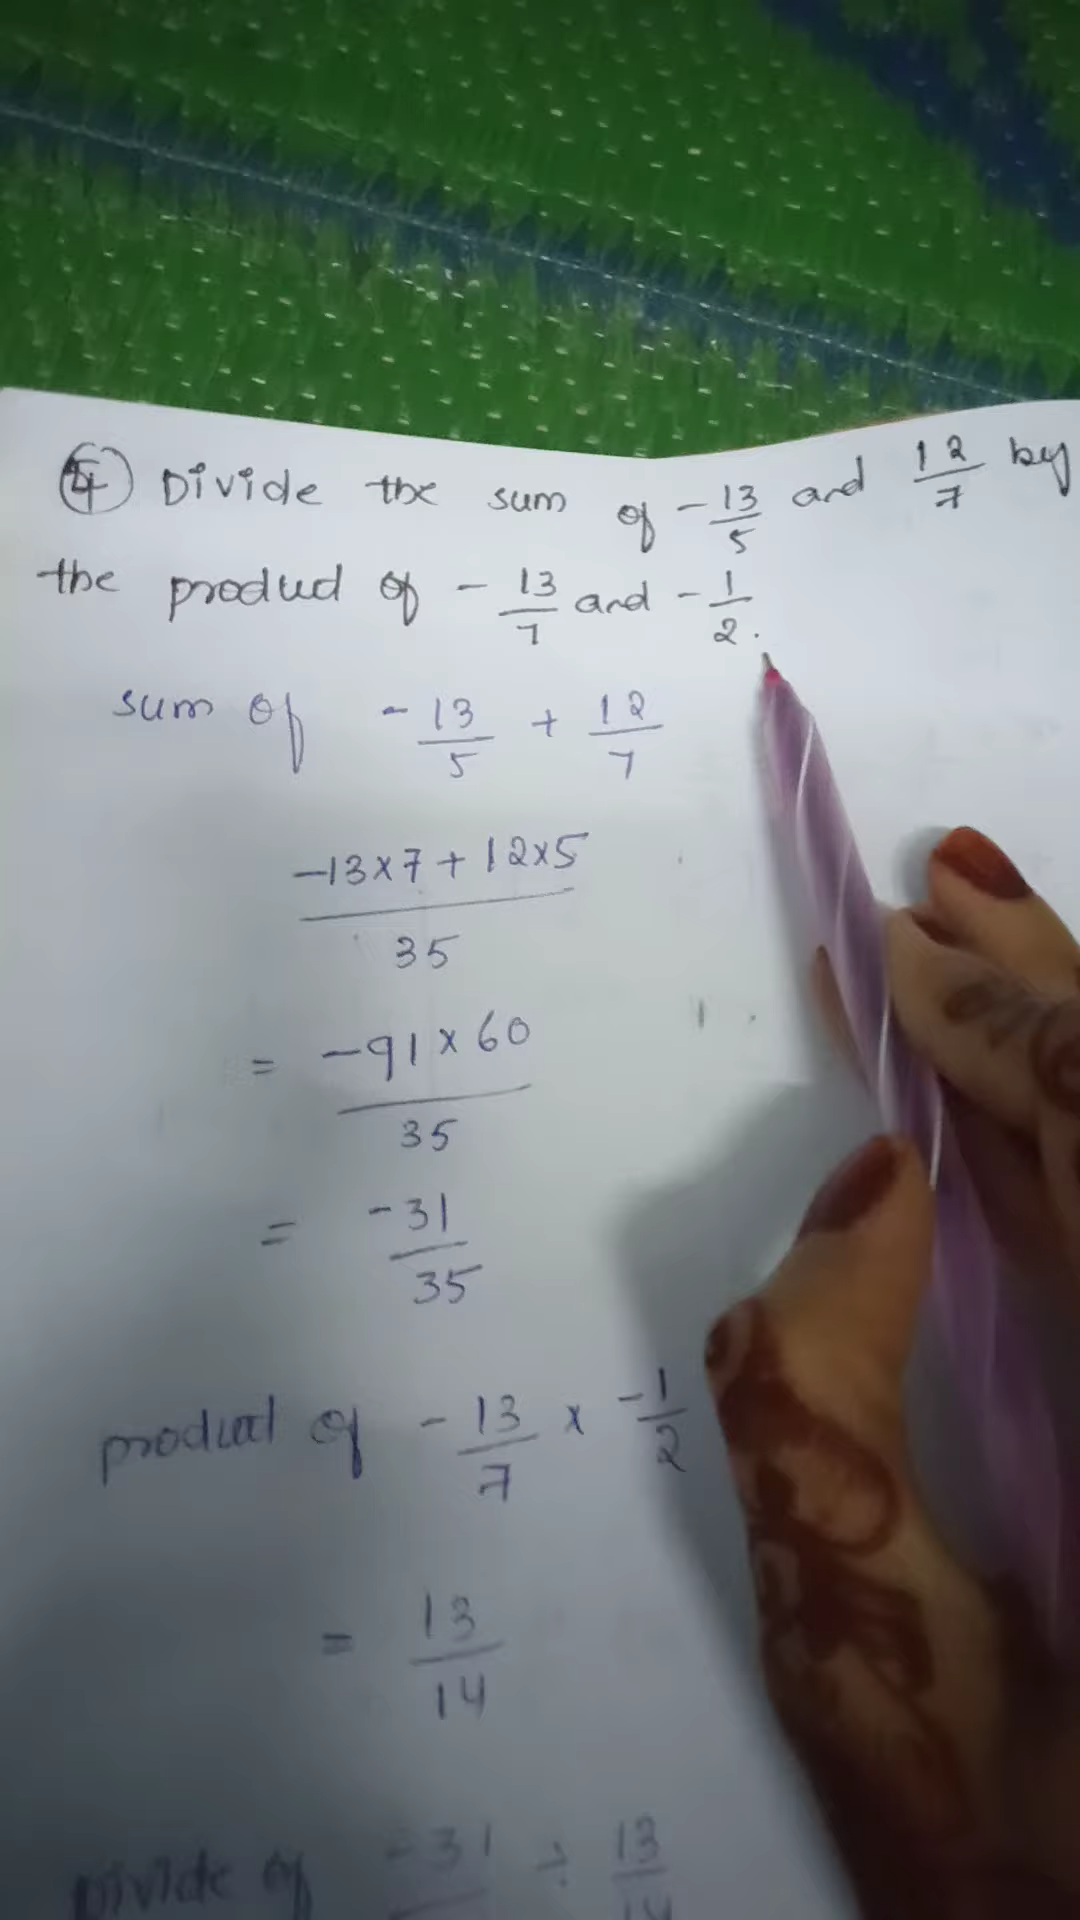 ④ Divide the sum of -13/5 and 12/7 by
the product of -13/7 and -1/2.
sum of -13/5 + 12/7
-13×7+12×5/35
= -91×60/35
= -31/35
product of -13/7 × -1/2
= 13/14
Divide of -31 ÷ 13/14